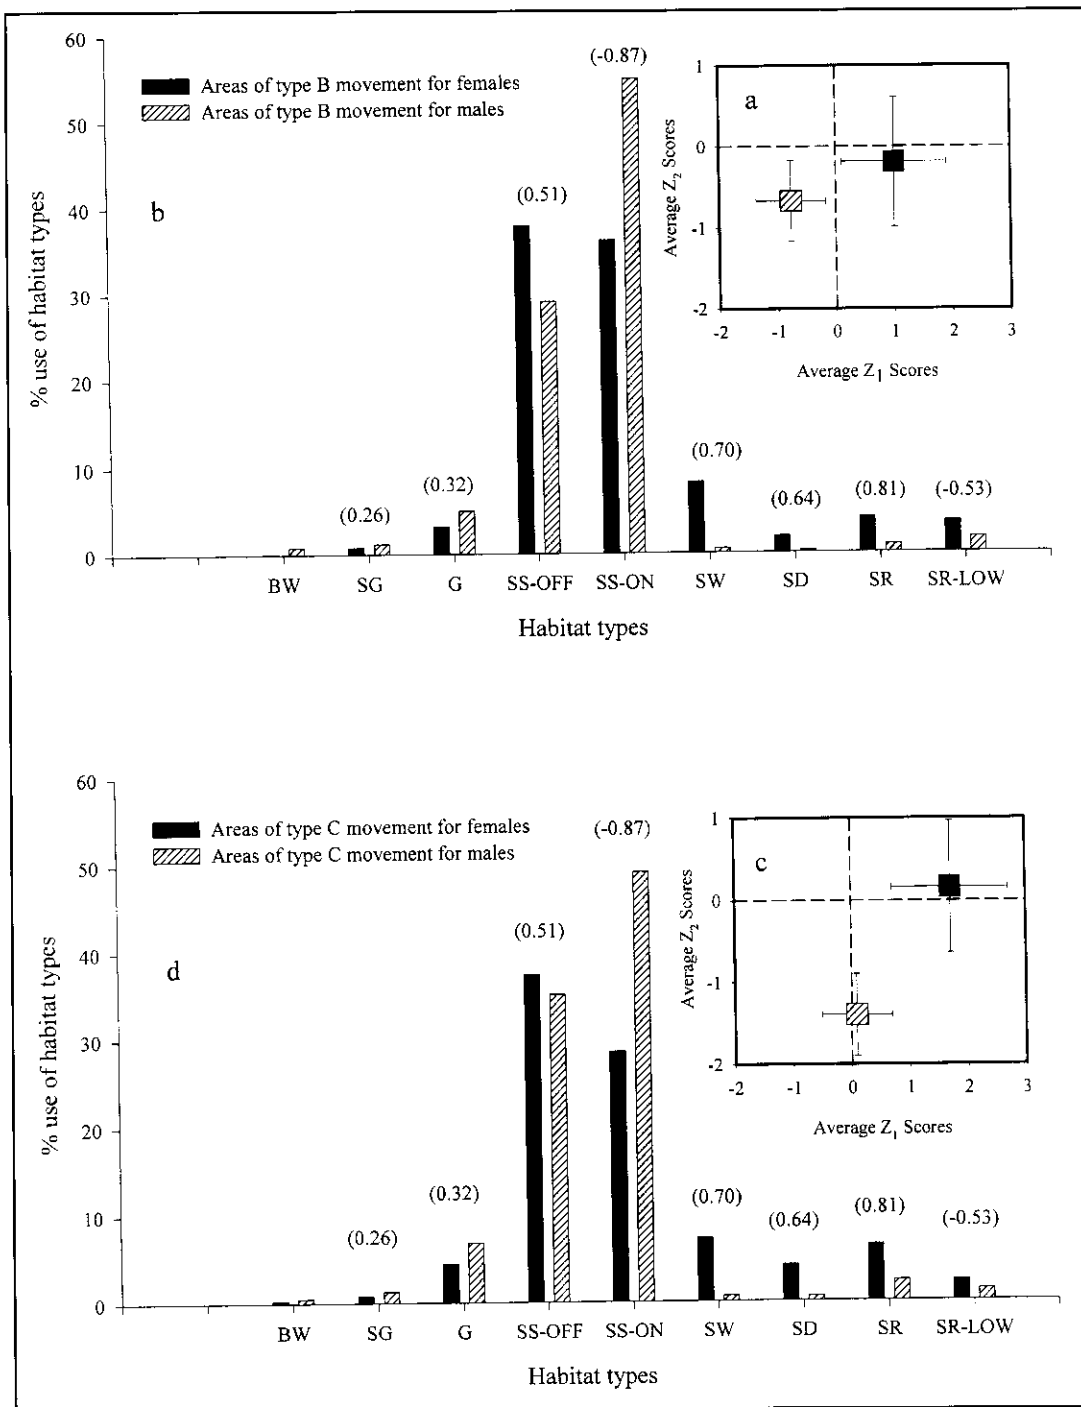 60
50
40
30
20
10
0
% use of habitat types
Areas of type B movement for females
Areas of type B movement for males
b
(0.26)
(0.32)
(0.51)
(-0.87)
(0.70)
(0.64)
(0.81)
(-0.53)
BW SG G SS-OFF SS-ON SW SD SR SR-LOW
Habitat types
a
1
0
-1
-2
Average Z2 Scores
-2 -1 0 1 2 3
Average Z1 Scores
60
50
40
30
20
10
0
% use of habitat types
Areas of type C movement for females
Areas of type C movement for males
d
(0.26)
(0.32)
(0.51)
(-0.87)
(0.70)
(0.64)
(0.81)
(-0.53)
BW SG G SS-OFF SS-ON SW SD SR SR-LOW
Habitat types
c
1
0
-1
-2
Average Z2 Scores
-2 -1 0 1 2 3
Average Z1 Scores